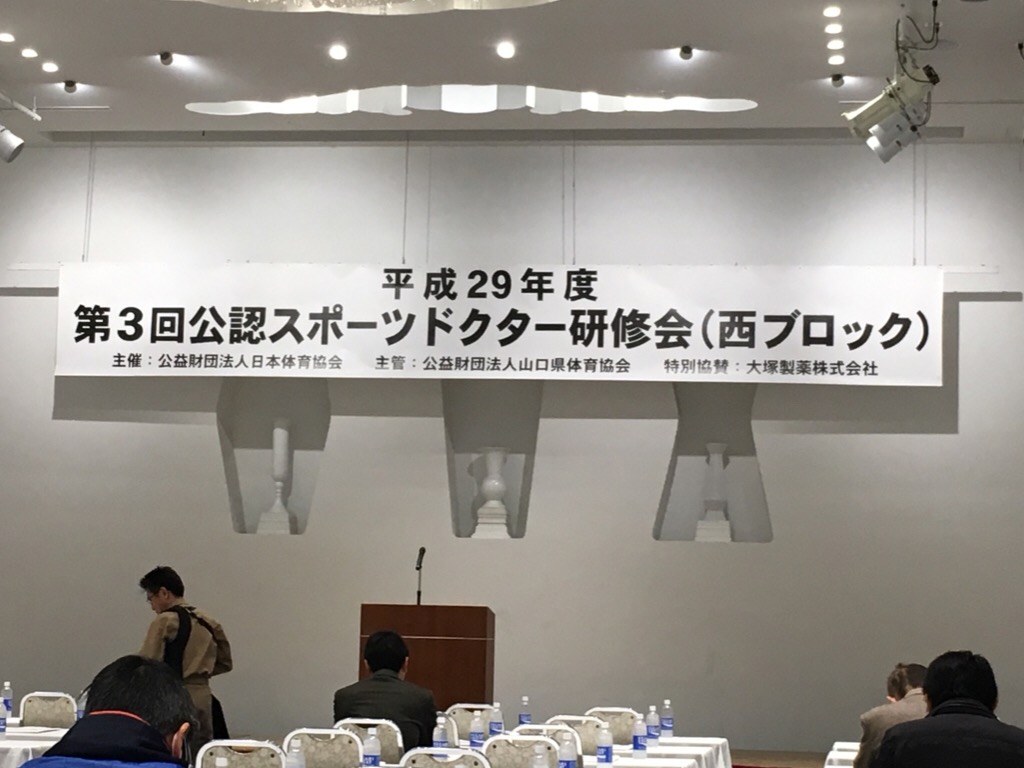 平成29年度
第3回公認スポーツドクター研修会(西ブロック)
主催：公益財団法人日本体育協会　主管：公益財団法人山口県体育協会　特別協賛：大塚製薬株式会社